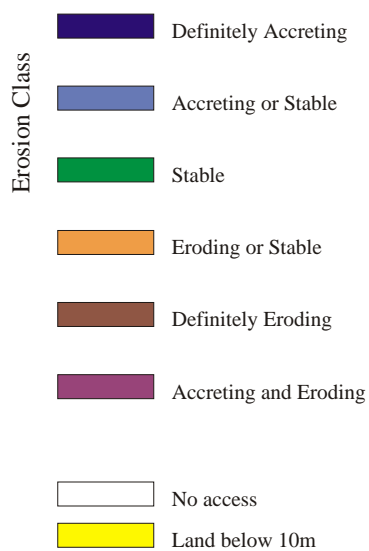 Erosion Class
Definitely Accreting
Accreting or Stable
Stable
Eroding or Stable
Definitely Eroding
Accreting and Eroding
No access
Land below 10m